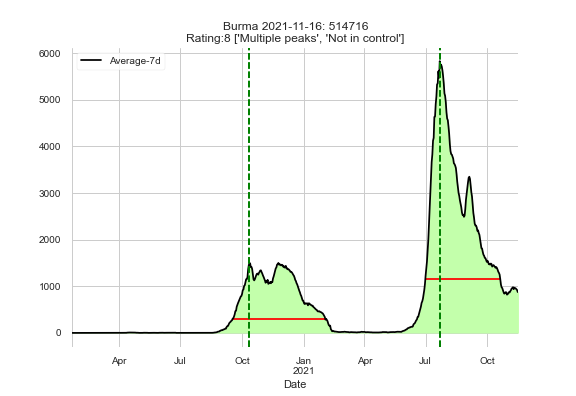 Burma 2021-11-16: 514716
Rating:8 ['Multiple peaks', 'Not in control']
Average-7d
6000
5000
4000
3000
2000
1000
0
Apr Jul Oct Jan Apr Jul Oct
2021
Date